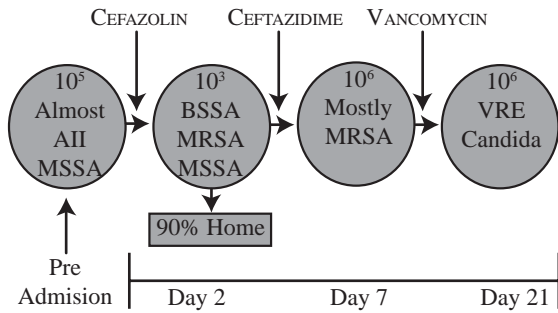 CEFAZOLIN
CEFTAZIDIME
VANCOMYCIN
10⁵
Almost
AII
MSSA
10³
BSSA
MRSA
MSSA
10⁶
Mostly
MRSA
10⁶
VRE
Candida
90% Home
Pre
Admision
Day 2
Day 7
Day 21